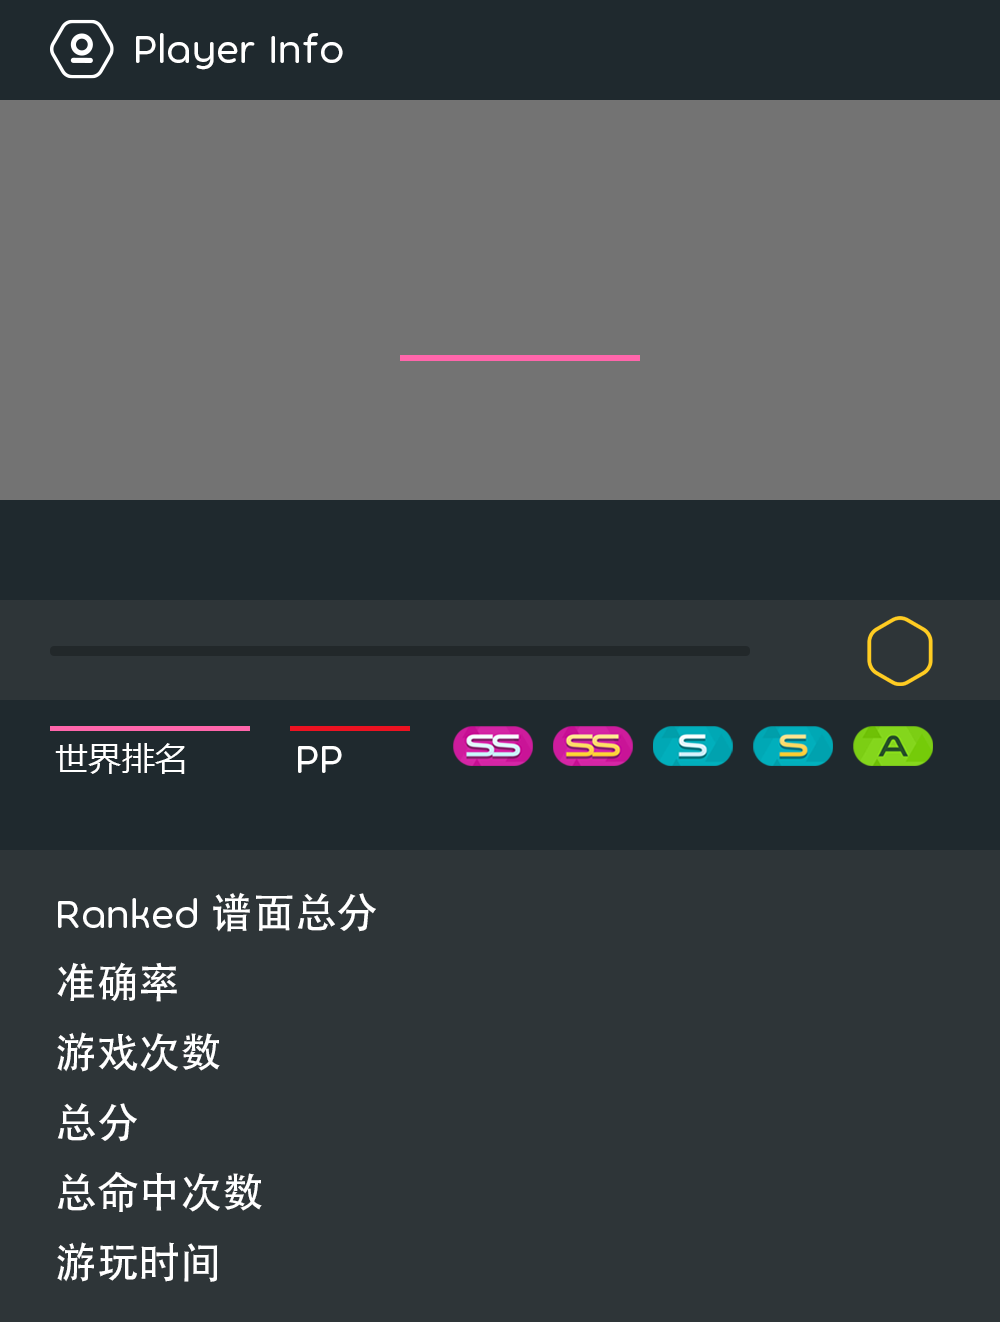 Player Info
世界排名
PP
SS SS S S A
Ranked 谱面总分
准确率
游戏次数
总分
总命中次数
游玩时间